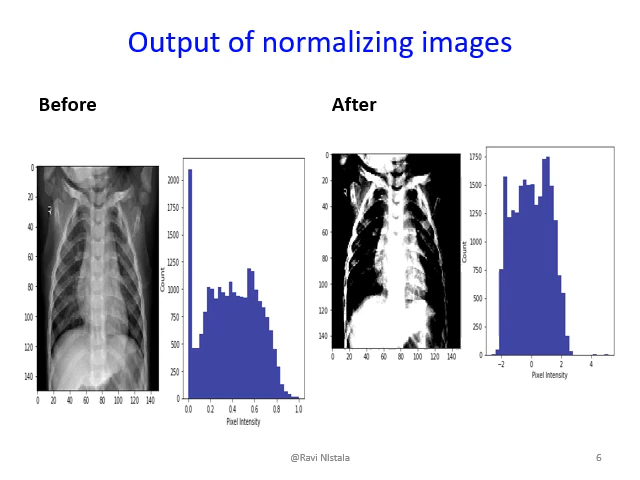 Output of normalizing images
Before
After
0
20
40
60
80
100
120
140
R
0 20 40 60 80 100 120 140
2000
1750
1500
1250
1000
750
500
250
0
Count
0.0 0.2 0.4 0.6 0.8 1.0
Pixel Intensity
0
20
40
60
80
100
120
140
R
0 20 40 60 80 100 120 140
1750
1500
1250
1000
750
500
250
0
Count
−2 0 2 4
Pixel Intensity
@Ravi NIstala
6